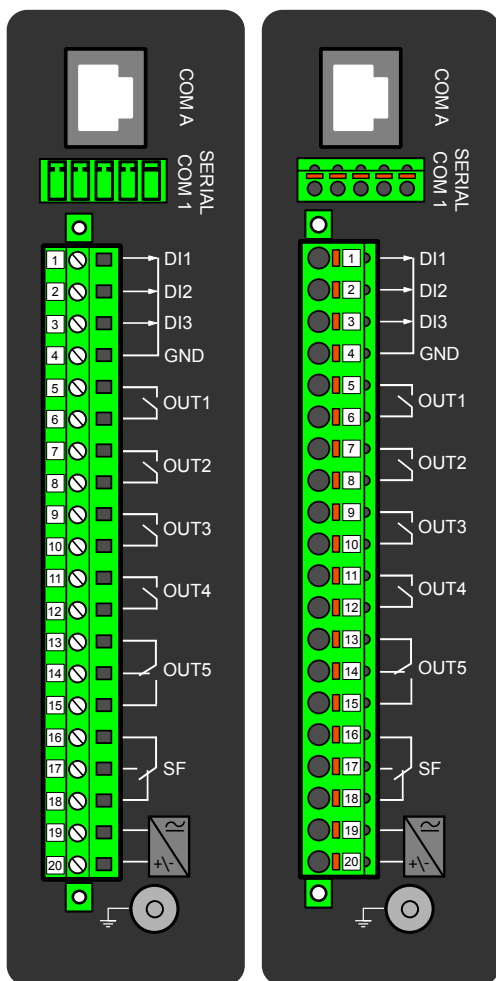 COM A
SERIAL
COM 1
1 DI1
2 DI2
3 DI3
4 GND
5
OUT1
6
7
OUT2
8
9
OUT3
10
11
OUT4
12
13
14 OUT5
15
16
17 SF
18
19
20 +/-
COM A
SERIAL
COM 1
1 DI1
2 DI2
3 DI3
4 GND
5
OUT1
6
7
OUT2
8
9
OUT3
10
11
OUT4
12
13
14 OUT5
15
16
17 SF
18
19
20 +/-